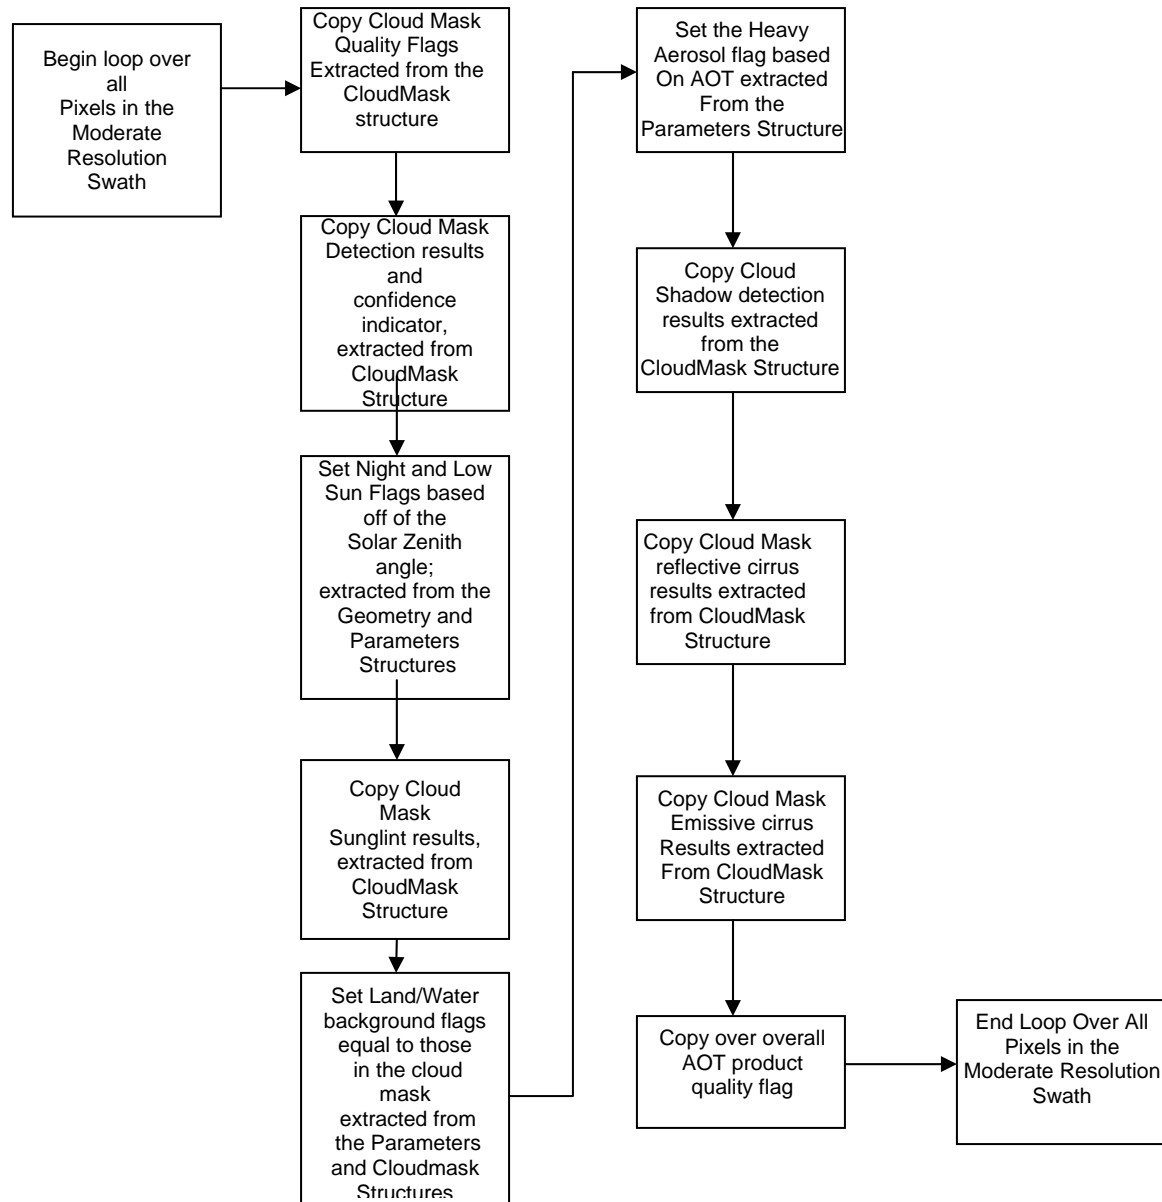 Begin loop over
all
Pixels in the
Moderate
Resolution
Swath
Copy Cloud Mask
Quality Flags
Extracted from the
CloudMask
structure
Copy Cloud Mask
Detection results
and
confidence
indicator,
extracted from
CloudMask
Structure
Set Night and Low
Sun Flags based
off of the
Solar Zenith
angle;
extracted from the
Geometry and
Parameters
Structures
Copy Cloud
Mask
Sunglint results,
extracted from
CloudMask
Structure
Set Land/Water
background flags
equal to those
in the cloud
mask
extracted from
the Parameters
and Cloudmask
Structures
Set the Heavy
Aerosol flag based
On AOT extracted
From the
Parameters Structure
Copy Cloud
Shadow detection
results extracted
from the
CloudMask Structure
Copy Cloud Mask
reflective cirrus
results extracted
from CloudMask
Structure
Copy Cloud Mask
Emissive cirrus
Results extracted
From CloudMask
Structure
Copy over overall
AOT product
quality flag
End Loop Over All
Pixels in the
Moderate Resolution
Swath